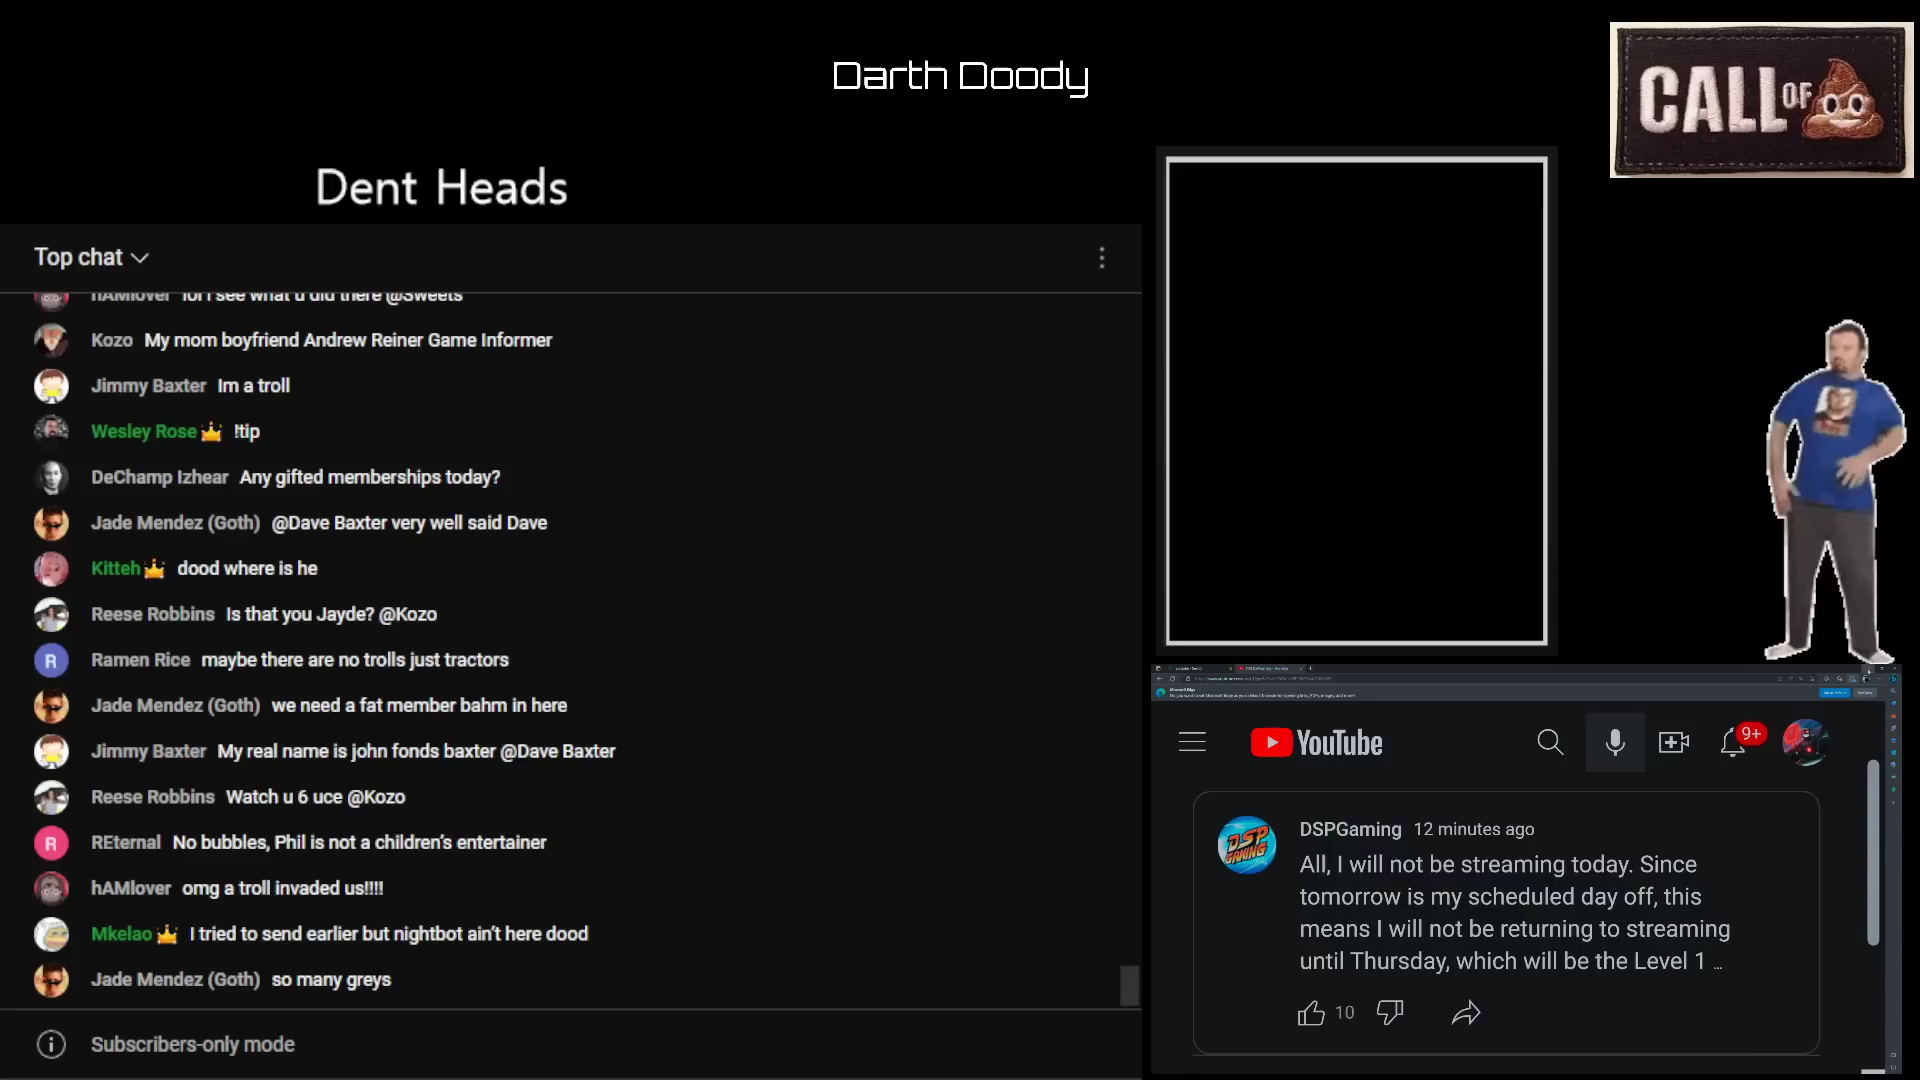 Darth Doody
CALL OF
Dent Heads
Top chat
hAMlover lol I see what u did there @Sweets
Kozo My mom boyfriend Andrew Reiner Game Informer
Jimmy Baxter Im a troll
Wesley Rose !tip
DeChamp Izhear Any gifted memberships today?
Jade Mendez (Goth) @Dave Baxter very well said Dave
Kitteh dood where is he
Reese Robbins Is that you Jayde? @Kozo
R Ramen Rice maybe there are no trolls just tractors
Jade Mendez (Goth) we need a fat member bahm in here
Jimmy Baxter My real name is john fonds baxter @Dave Baxter
Reese Robbins Watch u 6 uce @Kozo
R REternal No bubbles, Phil is not a children's entertainer
hAMlover omg a troll invaded us!!!!
Mkelao I tried to send earlier but nightbot ain't here dood
Jade Mendez (Goth) so many greys
Subscribers-only mode
Microsoft Edge
YouTube
9+
DSP GAMING
DSPGaming 12 minutes ago
All, I will not be streaming today. Since
tomorrow is my scheduled day off, this
means I will not be returning to streaming
until Thursday, which will be the Level 1 ...
10